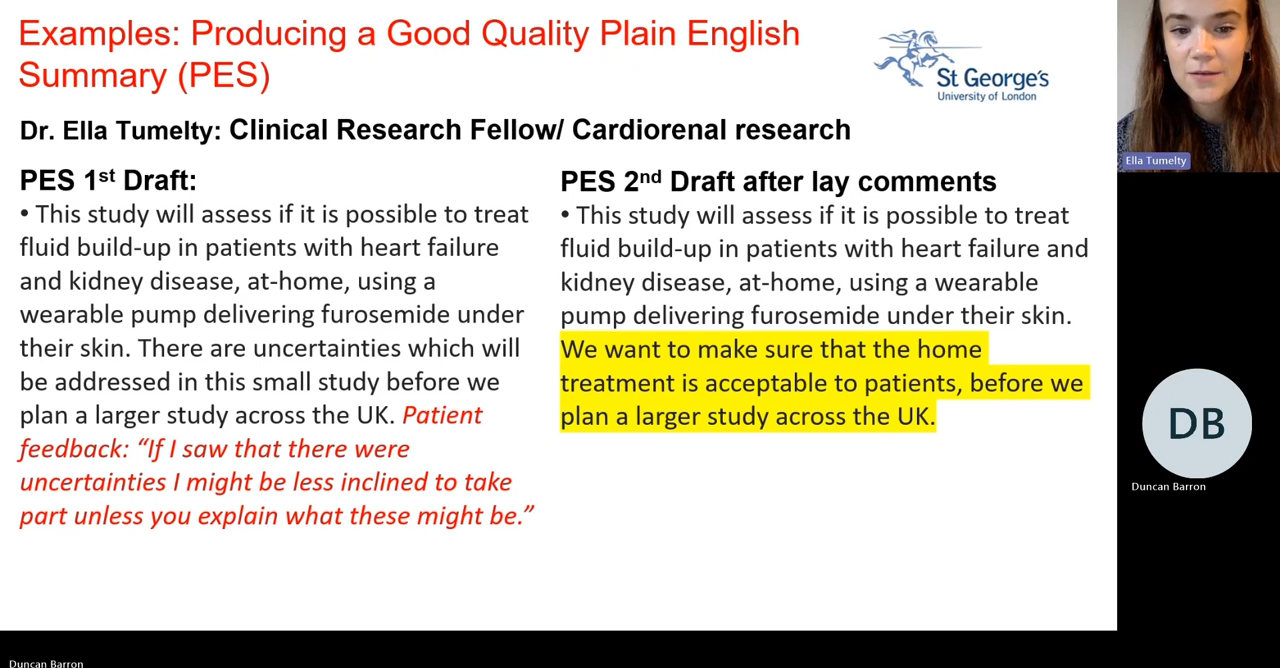 Examples: Producing a Good Quality Plain English
Summary (PES)
St George's
University of London
Dr. Ella Tumelty: Clinical Research Fellow/ Cardiorenal research
PES 1st Draft:
• This study will assess if it is possible to treat
fluid build-up in patients with heart failure
and kidney disease, at-home, using a
wearable pump delivering furosemide under
their skin. There are uncertainties which will
be addressed in this small study before we
plan a larger study across the UK. Patient
feedback: “If I saw that there were
uncertainties I might be less inclined to take
part unless you explain what these might be.”
PES 2nd Draft after lay comments
• This study will assess if it is possible to treat
fluid build-up in patients with heart failure and
kidney disease, at-home, using a wearable
pump delivering furosemide under their skin.
We want to make sure that the home
treatment is acceptable to patients, before we
plan a larger study across the UK.
Ella Tumelty
DB
Duncan Barron
Duncan Barron